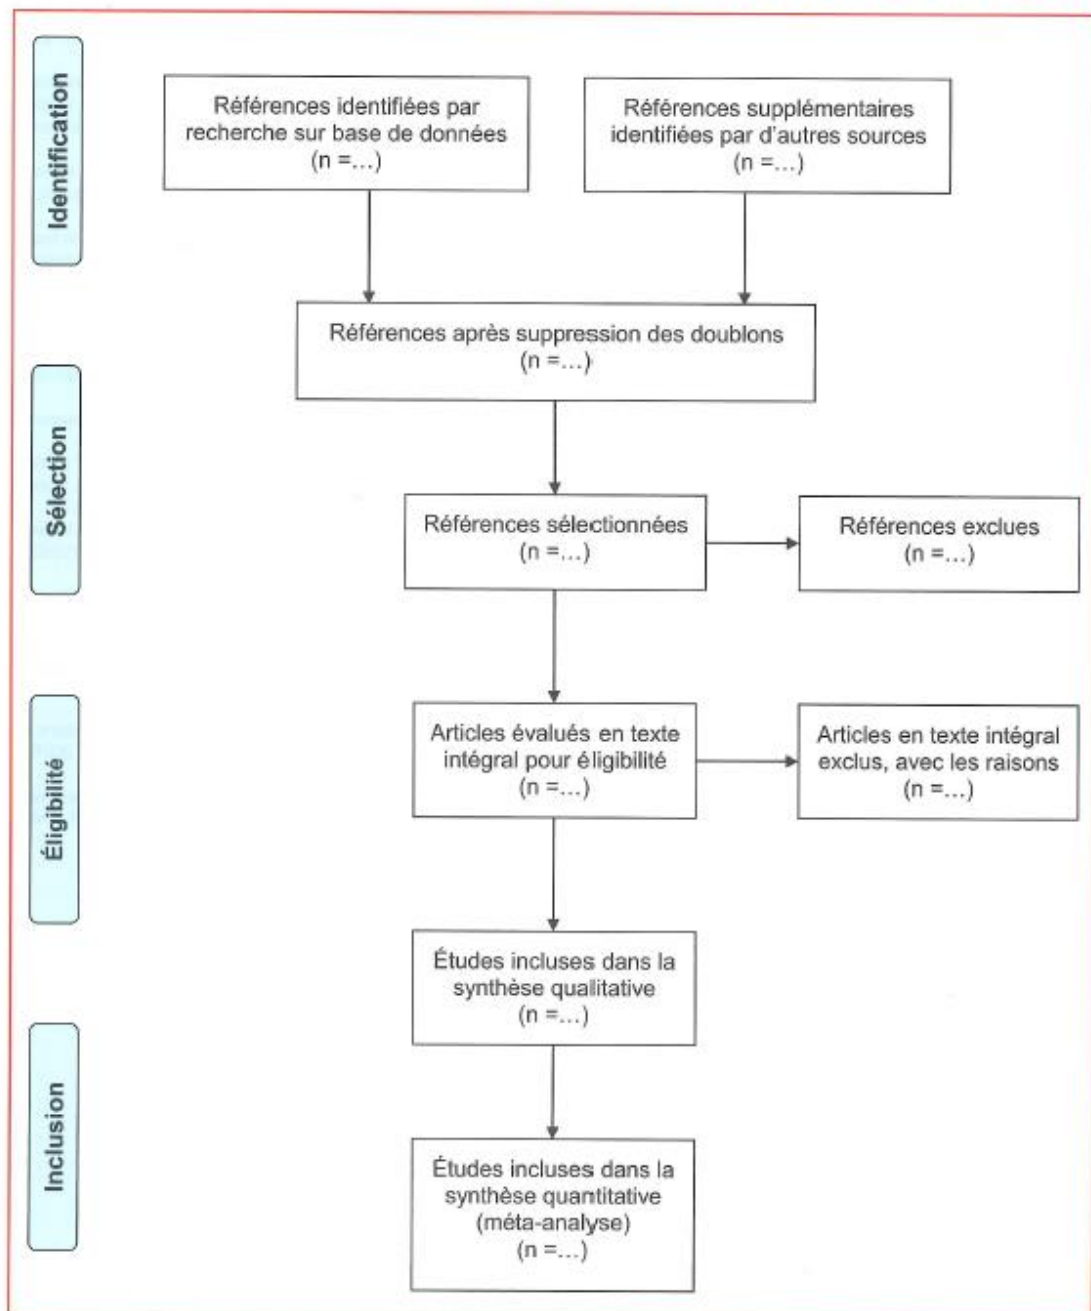 Identification
Références identifiées par
recherche sur base de données
(n =...)
Références supplémentaires
identifiées par d'autres sources
(n =...)
Références après suppression des doublons
(n =...)
Sélection
Références sélectionnées
(n =...)
Références exclues
(n =...)
Éligibilité
Articles évalués en texte
intégral pour éligibilité
(n =...)
Articles en texte intégral
exclus, avec les raisons
(n =...)
Études incluses dans la
synthèse qualitative
(n =...)
Inclusion
Études incluses dans la
synthèse quantitative
(méta-analyse)
(n =...)